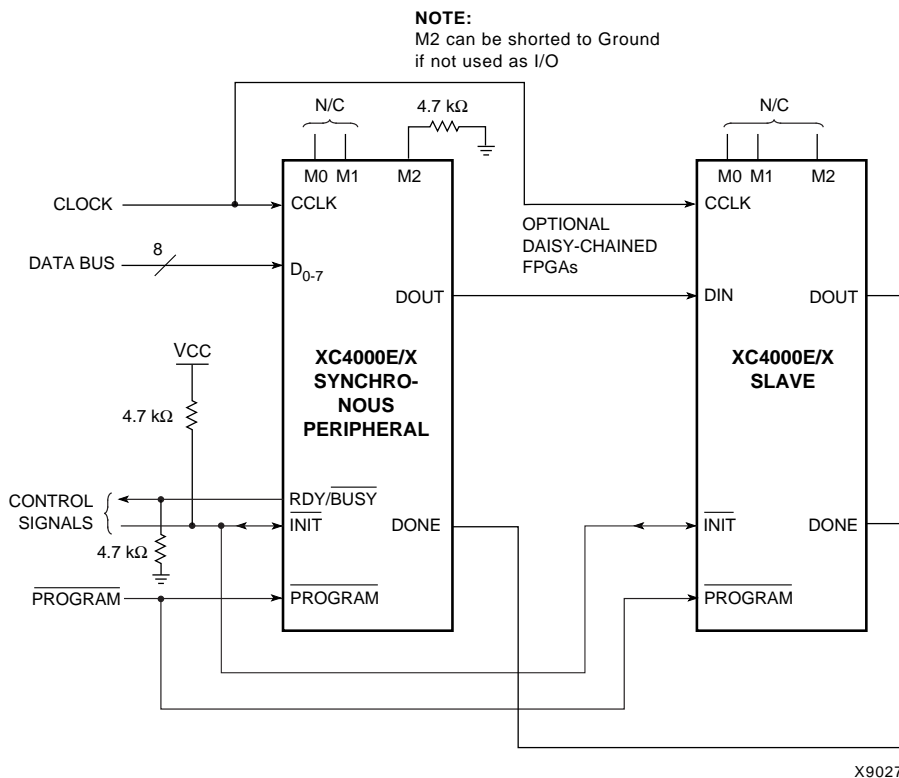 NOTE:
M2 can be shorted to Ground
if not used as I/O
N/C
4.7 kΩ
N/C
M0 M1 M2
M0 M1 M2
CLOCK
CCLK
CCLK
OPTIONAL
DAISY-CHAINED
FPGAs
DATA BUS
8
D0-7
DOUT
DIN
DOUT
VCC
4.7 kΩ
XC4000E/X
SYNCHRO-
NOUS
PERIPHERAL
XC4000E/X
SLAVE
CONTROL
SIGNALS
RDY/BUSY
INIT
DONE
INIT
DONE
4.7 kΩ
PROGRAM
PROGRAM
PROGRAM
X9027